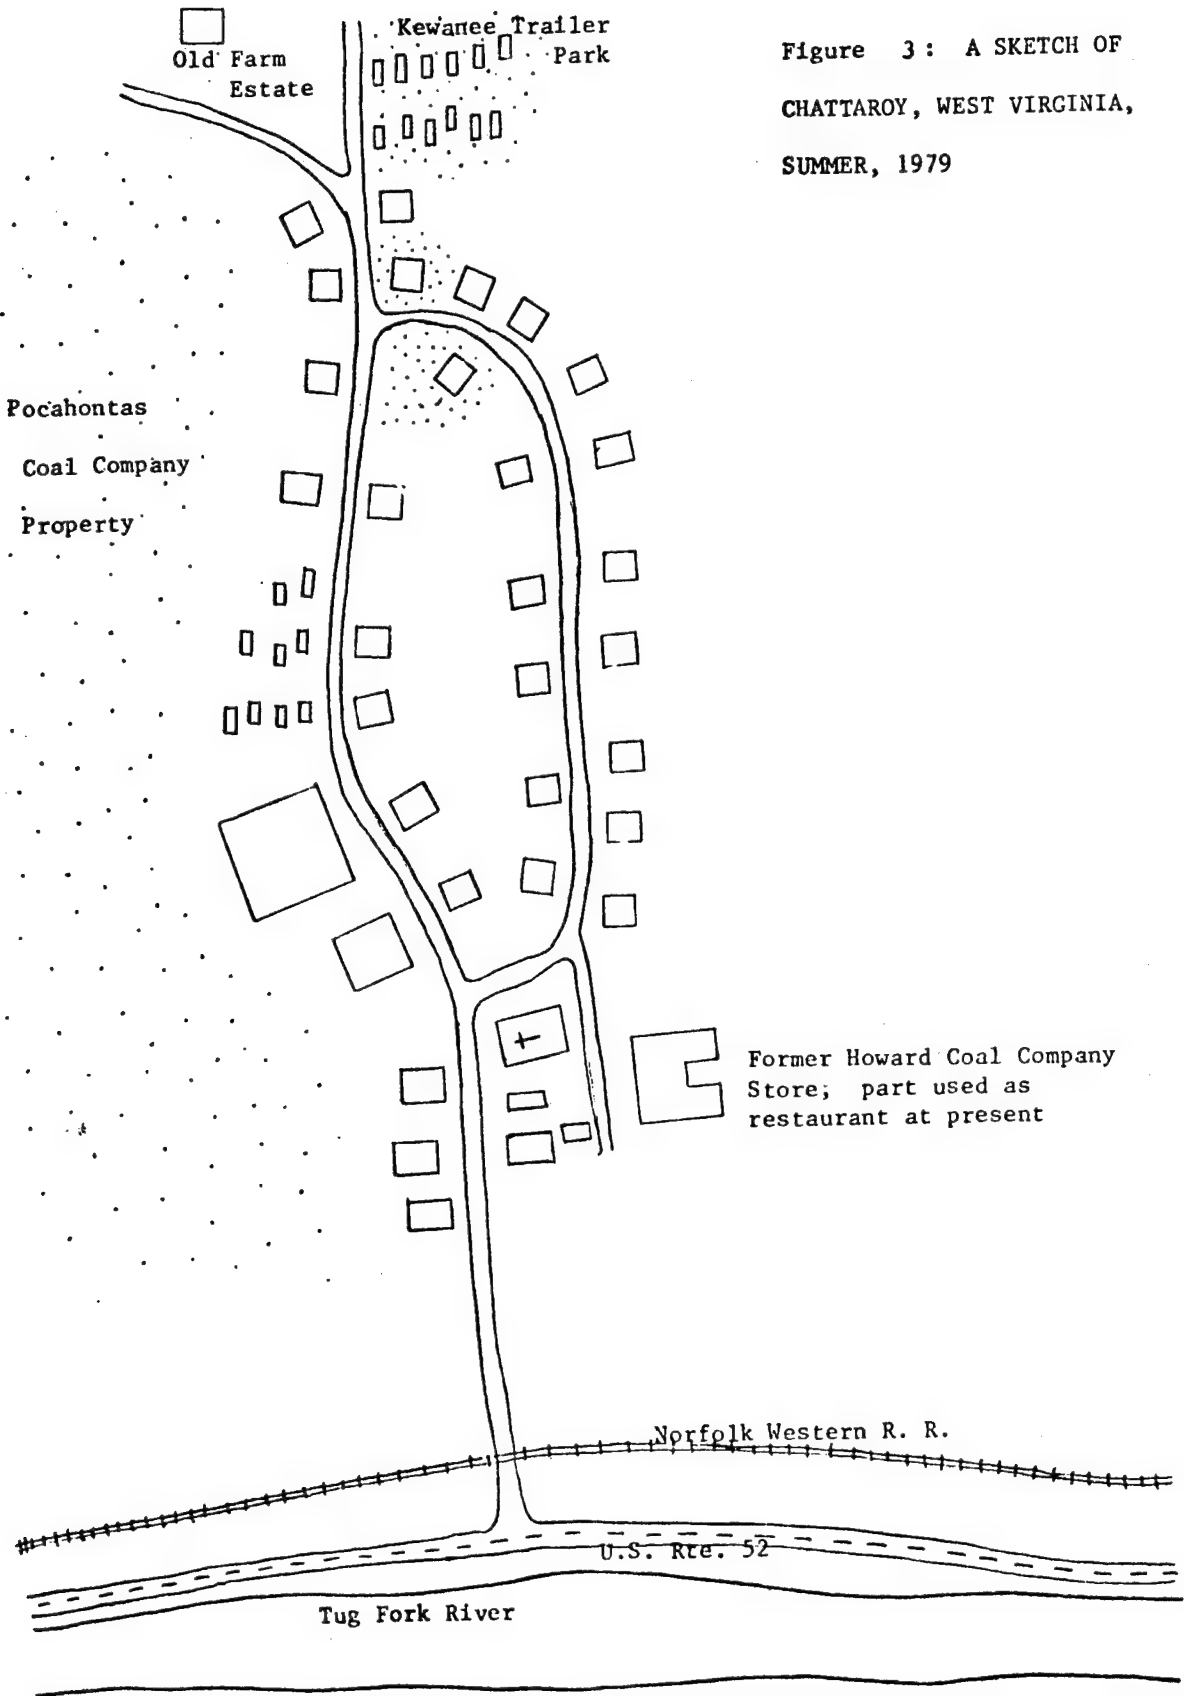 Kewanee Trailer
Park
Old Farm
Estate
Figure 3: A SKETCH OF
CHATTAROY, WEST VIRGINIA,
SUMMER, 1979
Pocahontas
Coal Company
Property
Former Howard Coal Company
Store; part used as
restaurant at present
Norfolk Western R. R.
U.S. Rte. 52
Tug Fork River